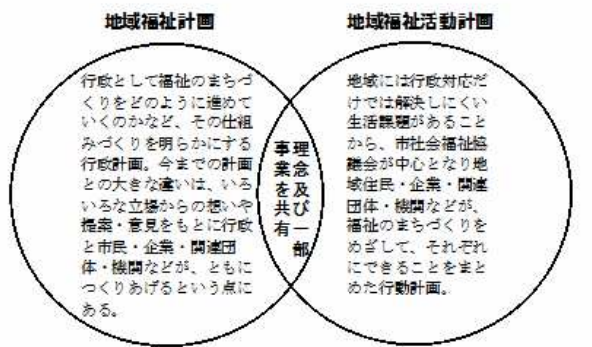 地域福祉計画
行政として福祉のまちづ
くりをどのように進めて
いくのかなど、その仕組
みづくりを明らかにする
行政計画。今までの計画
との大きな違いは、いろ
いろな立場からの想いや
提案・意見をもとに行政
と市民・企業・関連団
体・機関などが、ともに
つくりあげるという点に
ある。
理念及び一部
事業を共有
地域福祉活動計画
地域には行政対応だ
けでは解決しにくい
生活課題があること
から、市社会福祉協
議会が中心となり地
域住民・企業・関連
団体・機関などが、
福祉のまちづくりを
めざして、それぞれ
にできることをまと
めた行動計画。